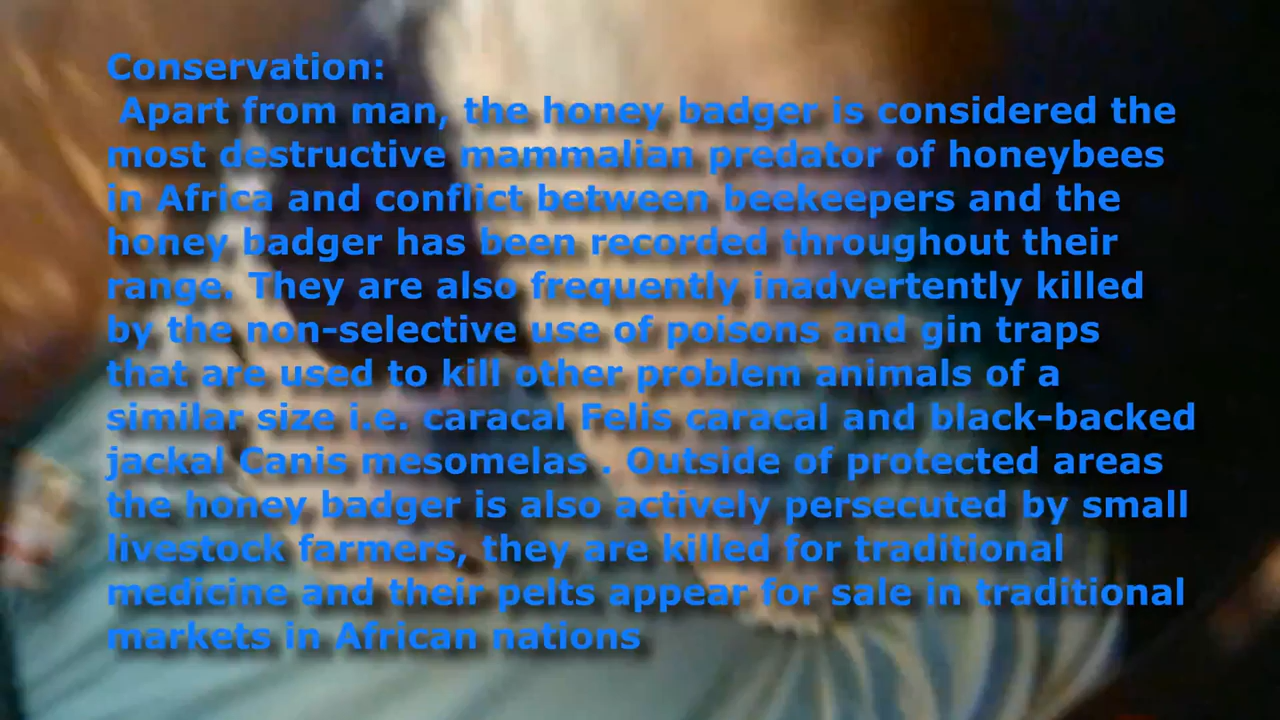 Conservation:
Apart from man, the honey badger is considered the
most destructive mammalian predator of honeybees
in Africa and conflict between beekeepers and the
honey badger has been recorded throughout their
range. They are also frequently inadvertently killed
by the non-selective use of poisons and gin traps
that are used to kill other problem animals of a
similar size i.e. caracal Felis caracal and black-backed
jackal Canis mesomelas . Outside of protected areas
the honey badger is also actively persecuted by small
livestock farmers, they are killed for traditional
medicine and their pelts appear for sale in traditional
markets in African nations